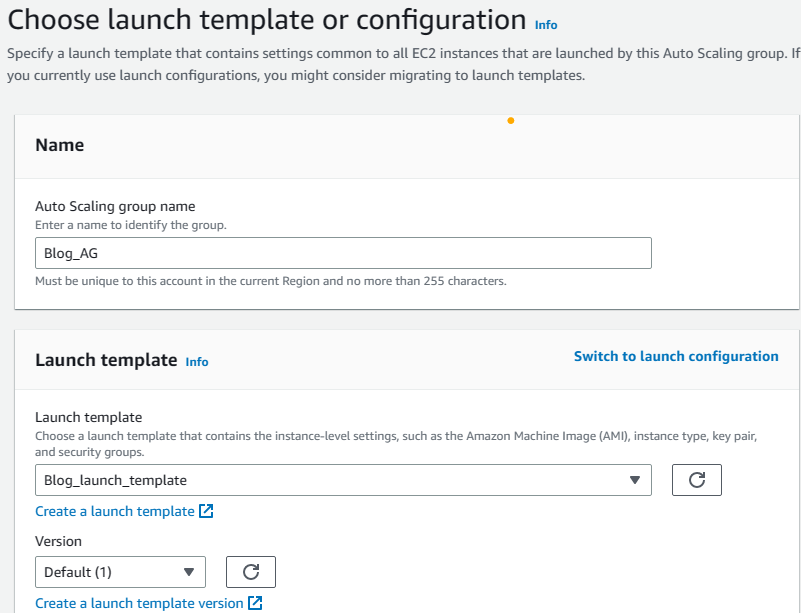 Choose launch template or configuration Info
Specify a launch template that contains settings common to all EC2 instances that are launched by this Auto Scaling group. If
you currently use launch configurations, you might consider migrating to launch templates.
Name
Auto Scaling group name
Enter a name to identify the group.
Blog_AG
Must be unique to this account in the current Region and no more than 255 characters.
Launch template Info
Switch to launch configuration
Launch template
Choose a launch template that contains the instance-level settings, such as the Amazon Machine Image (AMI), instance type, key pair,
and security groups.
Blog_launch_template
Create a launch template
Version
Default (1)
Create a launch template version